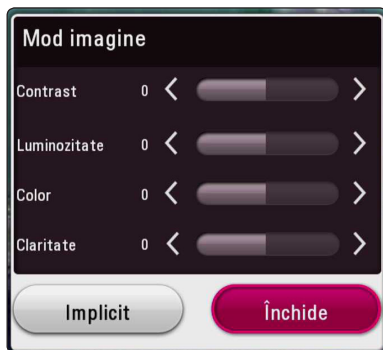 Mod imagine
Contrast 0
Luminozitate 0
Color 0
Claritate 0
Implicit Închide